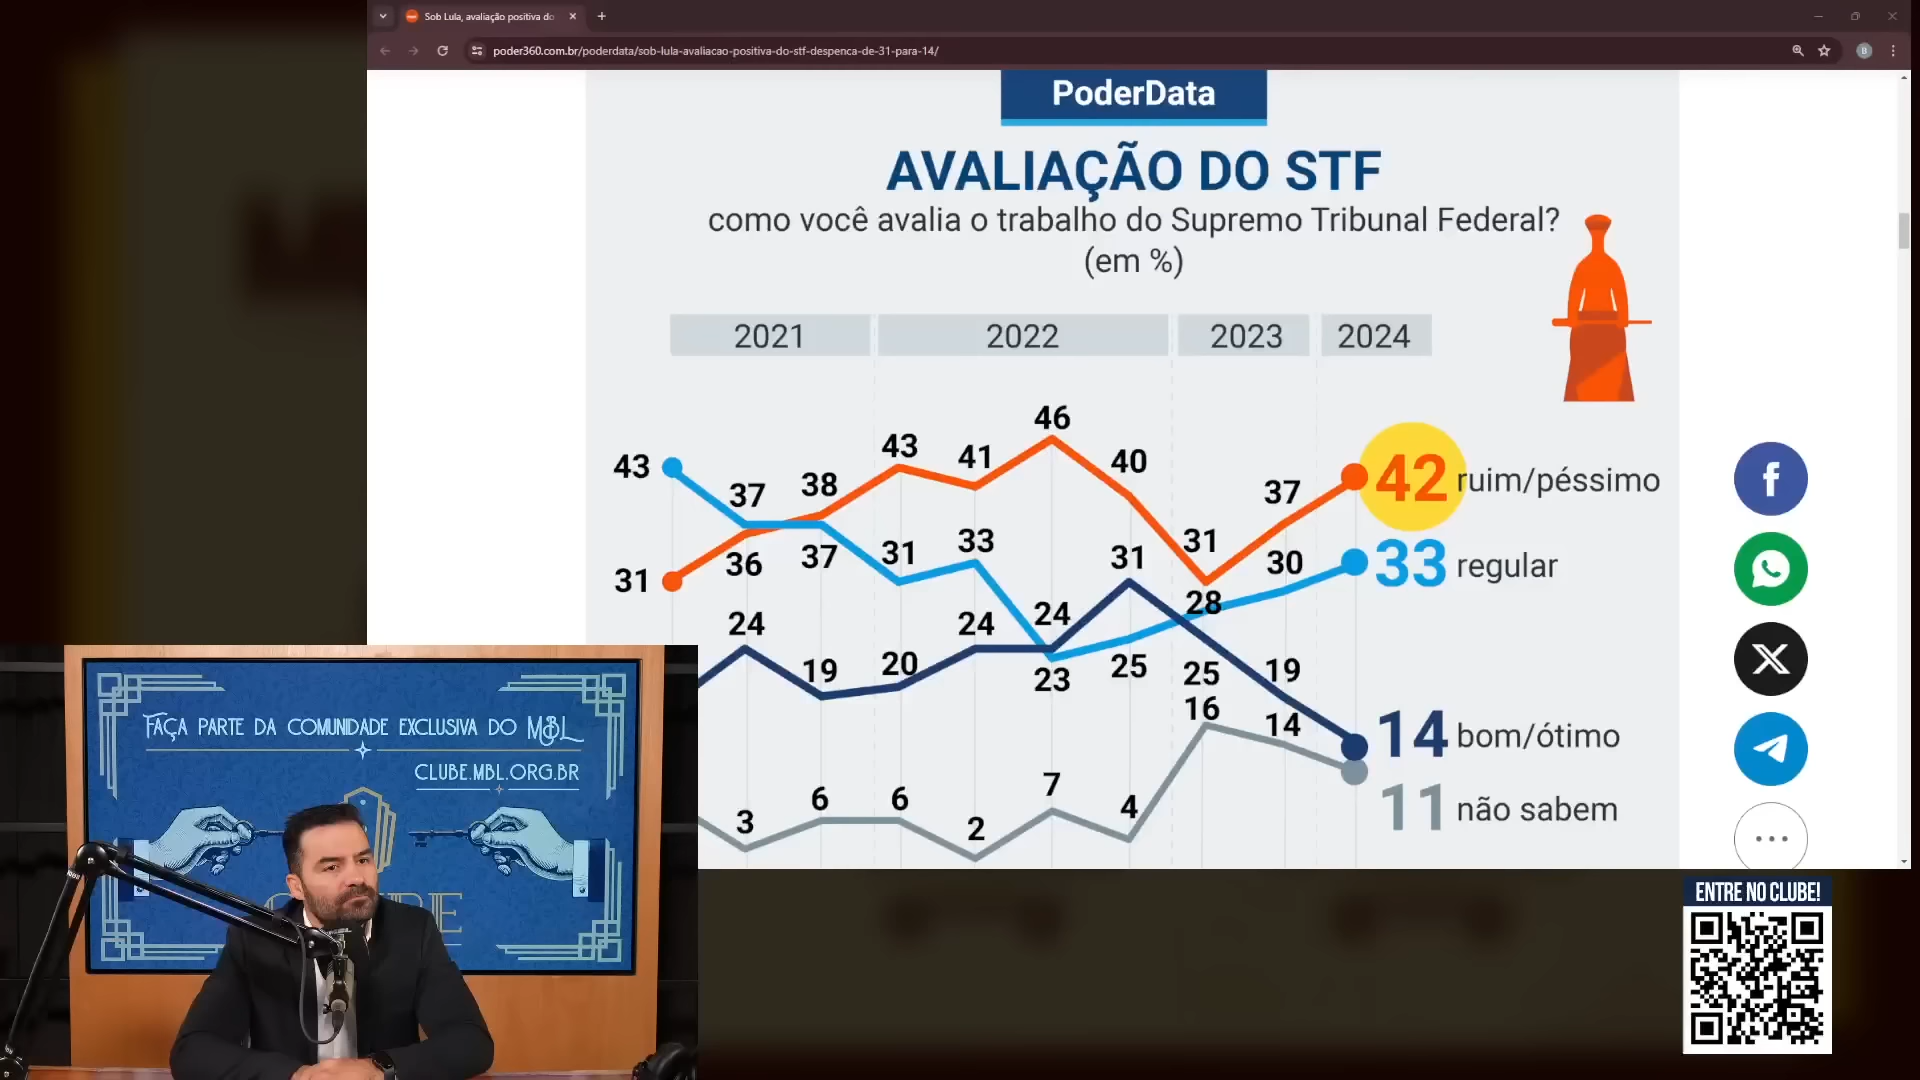 Sob Lula, avaliação positiva do
poder360.com.br/poderdata/sob-lula-avaliacao-positiva-do-stf-despenca-de-31-para-14/
B
PoderData
AVALIAÇÃO DO STF
como você avalia o trabalho do Supremo Tribunal Federal?
(em %)
2021 2022 2023 2024
46
43 41 40
43 37 38 37 42 ruim/péssimo
31 36 37 31 33 31 31 30 33 regular
24 24 24 28
19 20 23 25 25 19
16 14 14 bom/ótimo
3 6 6 2 7 4 11 não sabem
FAÇA PARTE DA COMUNIDADE EXCLUSIVA DO MBL
CLUBE.MBL.ORG.BR
ENTRE NO CLUBE!